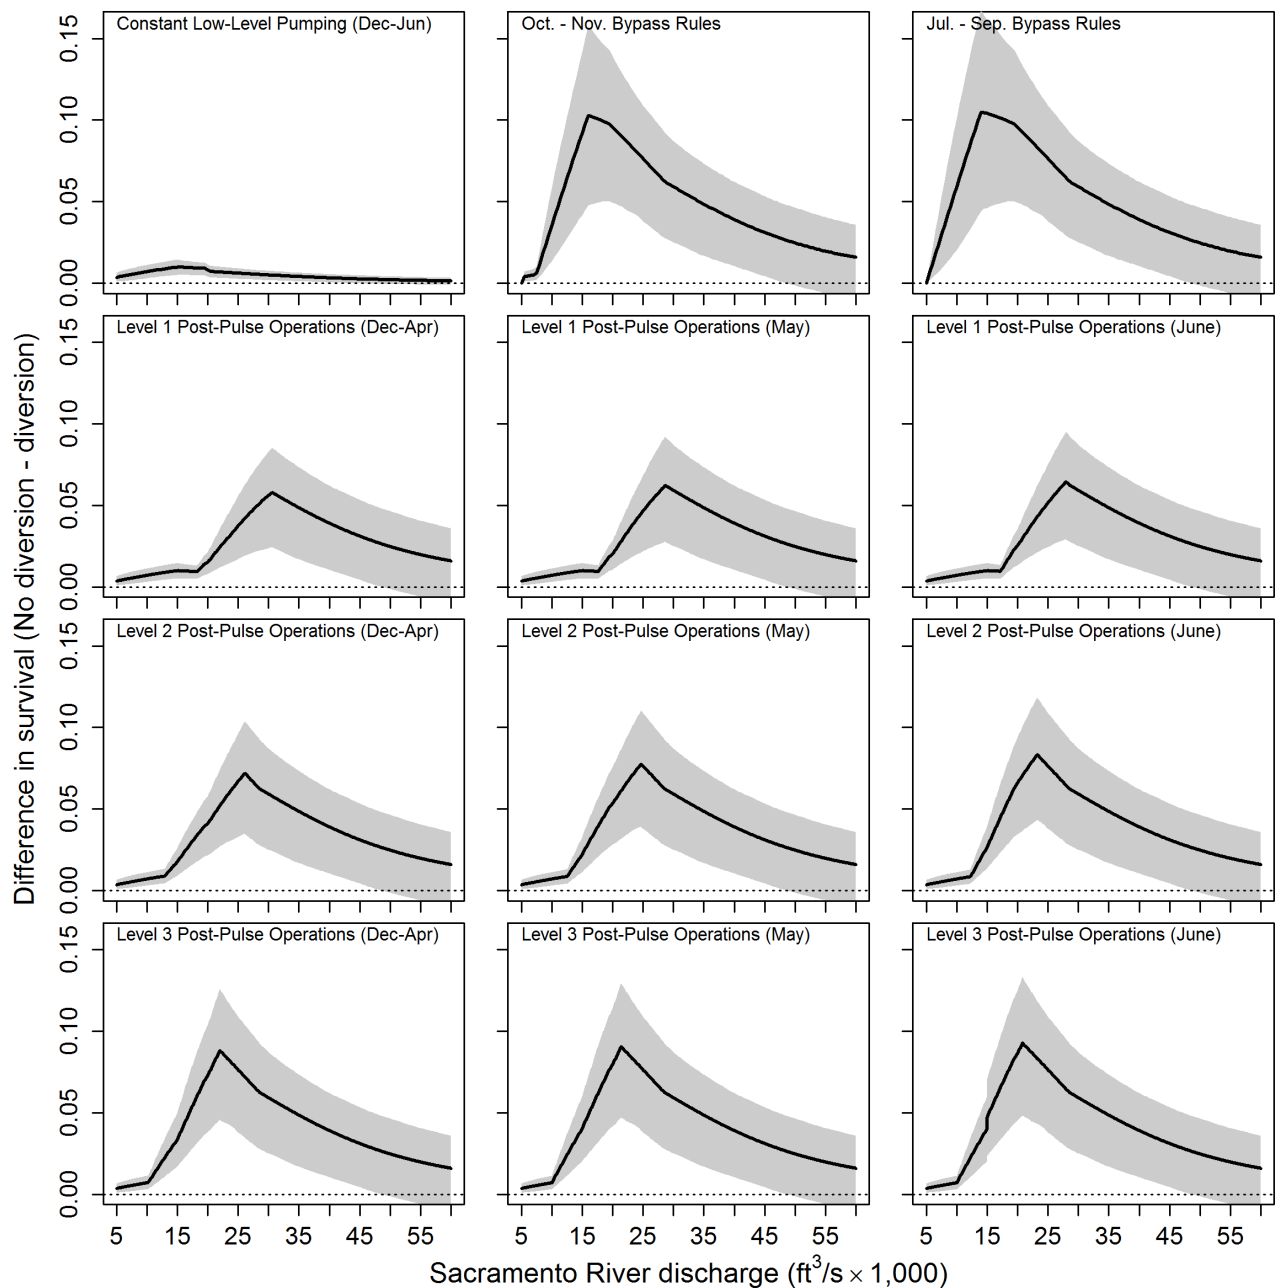 Constant Low-Level Pumping (Dec-Jun)
Oct. - Nov. Bypass Rules
Jul. - Sep. Bypass Rules
0.15
0.10
0.05
0.00
5 15 25 35 45 55
5 15 25 35 45 55
5 15 25 35 45 55
Level 1 Post-Pulse Operations (Dec-Apr)
Level 1 Post-Pulse Operations (May)
Level 1 Post-Pulse Operations (June)
0.15
0.10
0.05
0.00
Level 2 Post-Pulse Operations (Dec-Apr)
Level 2 Post-Pulse Operations (May)
Level 2 Post-Pulse Operations (June)
0.15
0.10
0.05
0.00
Level 3 Post-Pulse Operations (Dec-Apr)
Level 3 Post-Pulse Operations (May)
Level 3 Post-Pulse Operations (June)
0.15
0.10
0.05
0.00
Difference in survival (No diversion - diversion)
Sacramento River discharge (ft³/s × 1,000)